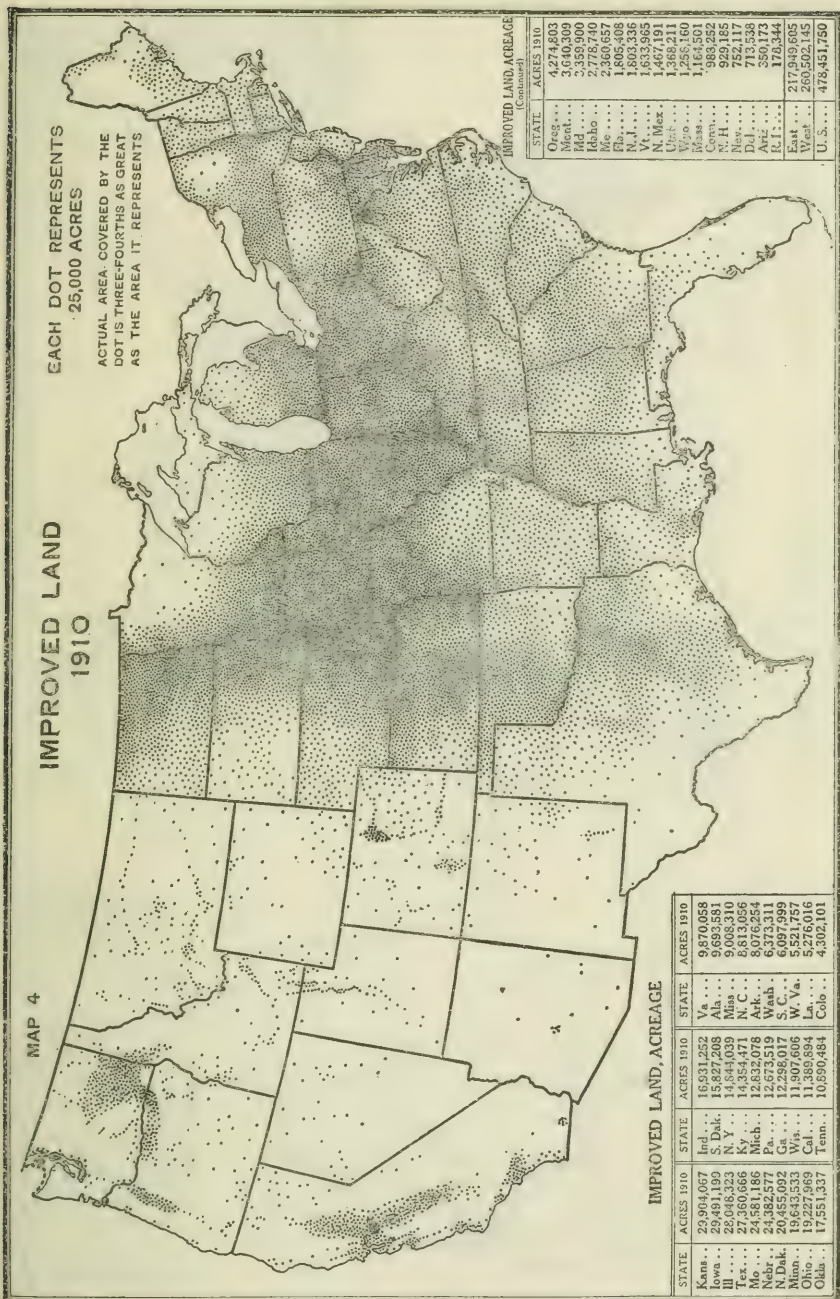 MAP 4
IMPROVED LAND
1910
EACH DOT REPRESENTS
25,000 ACRES
ACTUAL AREA COVERED BY THE
DOT IS THREE-FOURTHS AS GREAT
AS THE AREA IT REPRESENTS
IMPROVED LAND, ACREAGE
STATE ACRES 1910 STATE ACRES 1910 STATE ACRES 1910
Kans... 29,904,067 Ind... 16,931,252 Va... 9,870,058
Iowa... 29,491,199 S. Dak. 15,827,208 Ala... 9,693,581
Ill.... 28,048,323 N. Y... 14,844,039 Miss... 9,008,310
Tex... 27,360,666 Ky... 14,354,471 N. C... 8,813,056
Mo.... 24,581,186 Mich... 12,832,078 Ark... 8,076,254
Nebr... 24,382,577 Pa.... 12,673,519 Wash. 6,373,311
N. Dak. 20,455,092 Ga... 12,298,017 S. C... 6,097,999
Minn... 19,643,533 Wis... 11,907,606 W. Va. 5,521,757
Ohio... 19,227,969 Cal... 11,389,894 La.... 5,276,016
Okla... 17,551,337 Tenn... 10,890,484 Colo... 4,302,101
IMPROVED LAND, ACREAGE
(Continued)
STATE ACRES 1910
Oreg... 4,274,803
Mont... 3,640,309
Md... 3,359,900
Idaho... 2,778,740
Me... 2,360,657
Fla... 1,805,408
N. J... 1,803,336
Vt... 1,633,965
N. Mex. 1,467,191
Utah... 1,368,211
Wyo... 1,256,160
Mass... 1,164,501
Conn... 983,252
N. H... 929,185
Nev... 752,117
Del... 713,538
Ariz... 350,173
R. I... 178,344
East 217,949,605
West 260,502,145
U. S. 478,451,750